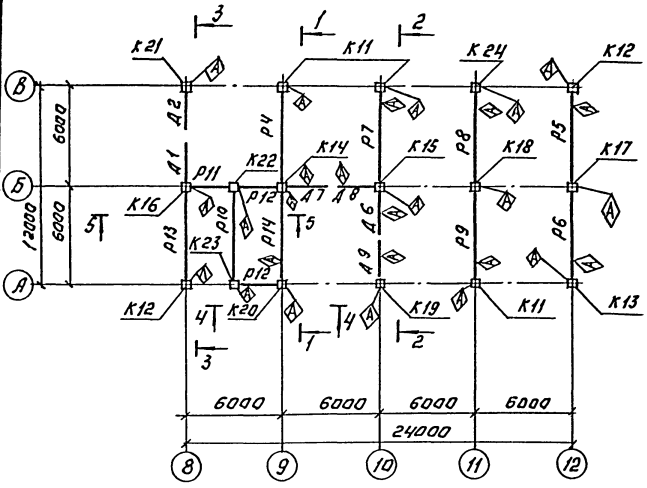 3 1 2
К21 К11 К24 К12
А А А А А А А А
В
Д2 Р4 Р7 Р8 Р5
6000
Д1 К22 К14 К15 К18 К17
Р11
Б
Р12 Д7 Д8
К16 А А А А А А А
12000
6000
5 Р13 К23 Р10 Р14 5 Д6 Р9 Р6
Д9
Р12
А
К12 4 К20 4 К19 К11 К13
А А А А А А А А А А
3 1 2
6000 6000 6000 6000
24000
8 9 10 11 12